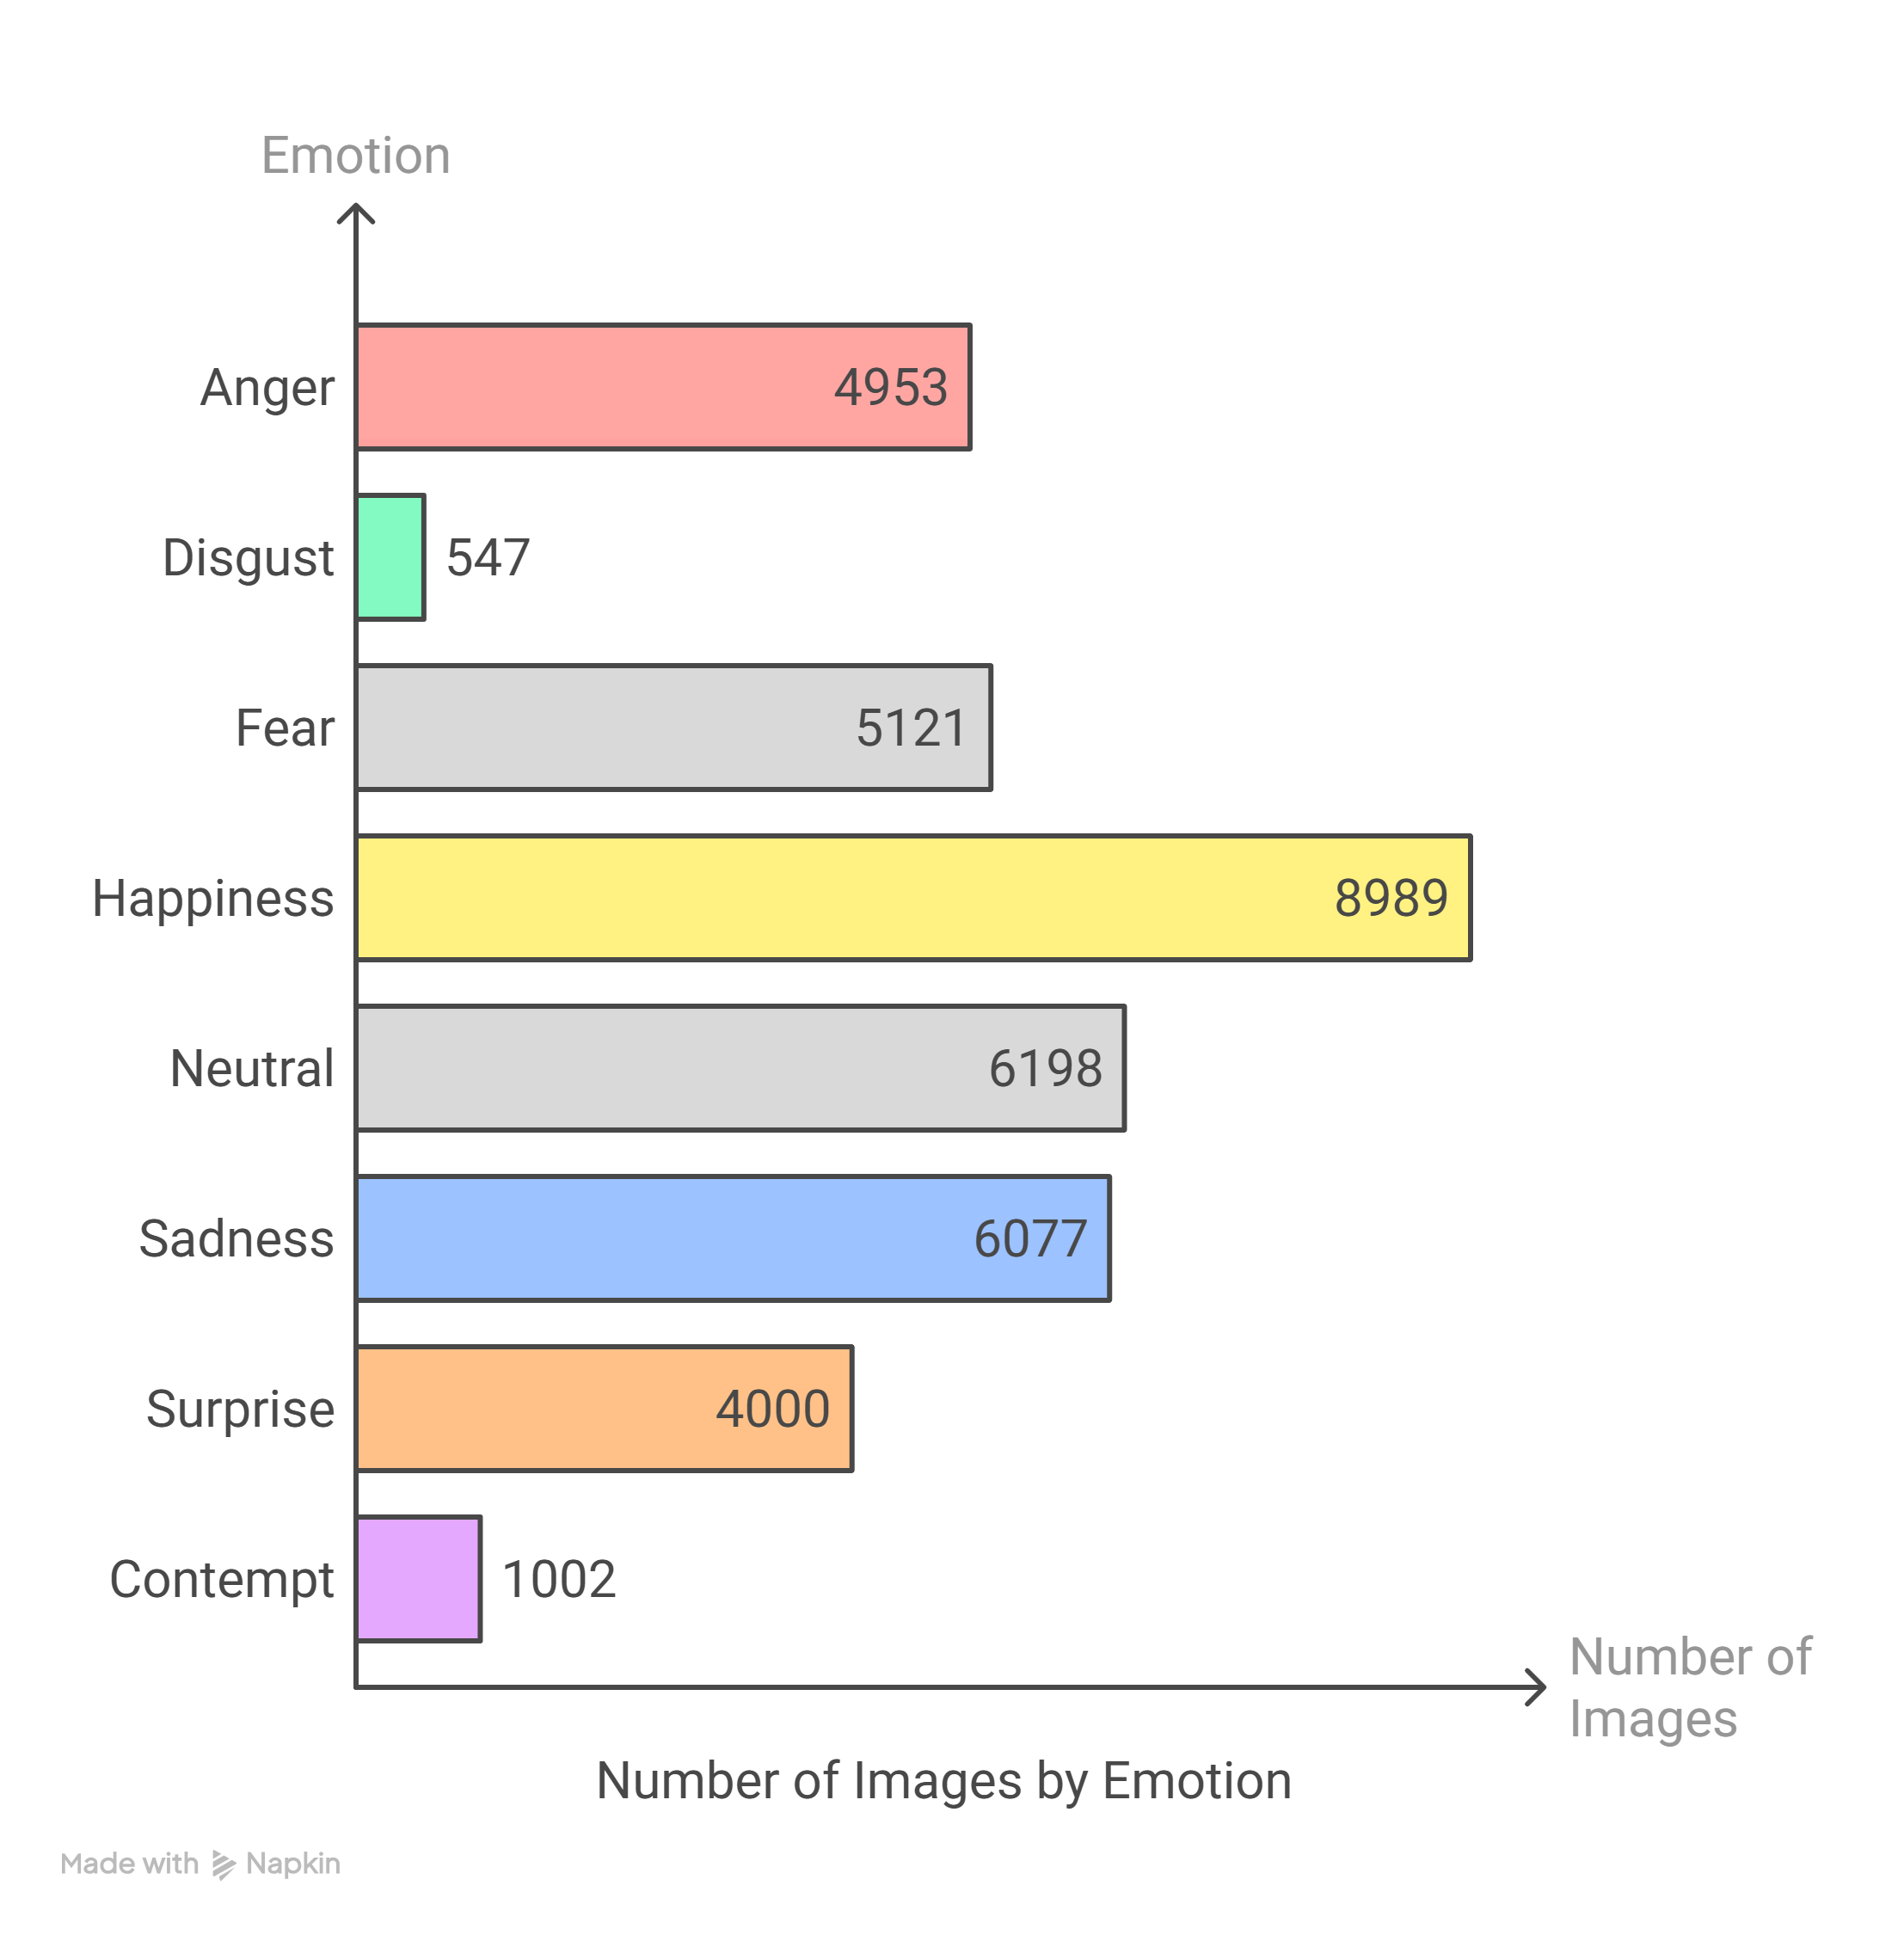 Emotion
Anger 4953
Disgust 547
Fear 5121
Happiness 8989
Neutral 6198
Sadness 6077
Surprise 4000
Contempt 1002
Number of
Images
Number of Images by Emotion
Made with Napkin